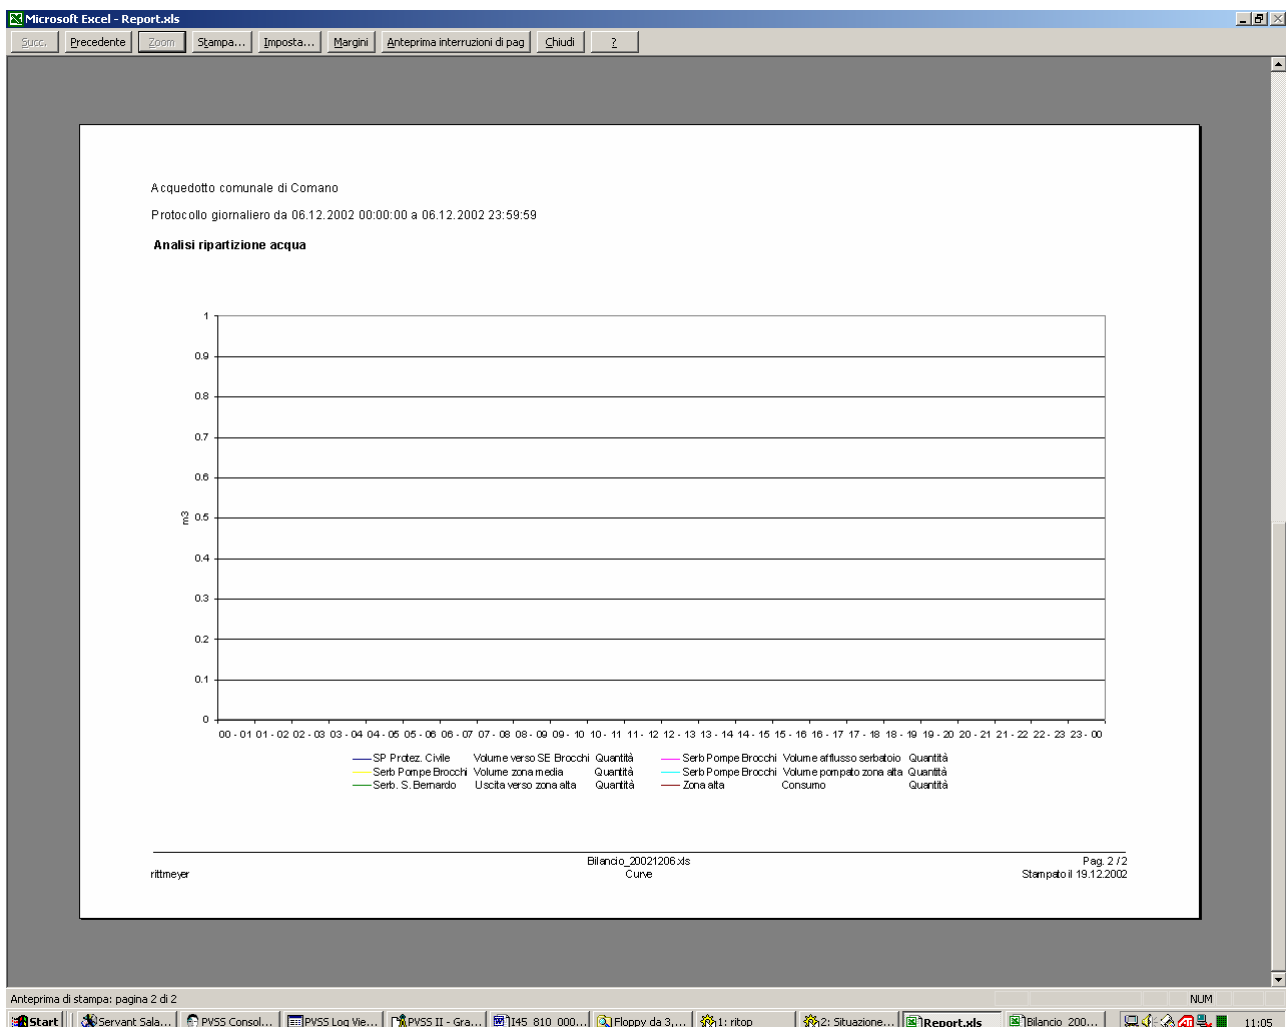 Microsoft Excel - Report.xls
Succ. Precedente Zoom Stampa... Imposta... Margini Anteprima interruzioni di pag Chiudi ?
Acquedotto comunale di Comano
Protocollo giornaliero da 06.12.2002 00:00:00 a 06.12.2002 23:59:59
Analisi ripartizione acqua
1
0.9
0.8
0.7
0.6
m3
0.5
0.4
0.3
0.2
0.1
0
00 - 01 01 - 02 02 - 03 03 - 04 04 - 05 05 - 06 06 - 07 07 - 08 08 - 09 09 - 10 10 - 11 11 - 12 12 - 13 13 - 14 14 - 15 15 - 16 16 - 17 17 - 18 18 - 19 19 - 20 20 - 21 21 - 22 22 - 23 23 - 00
SP Protez. Civile Volume verso SE Brocchi Quantità Serb Pompe Brocchi Volume afflusso serbatoio Quantità
Serb Pompe Brocchi Volume zona media Quantità Serb Pompe Brocchi Volume pompato zona alta Quantità
Serb. S. Bernardo Uscita verso zona alta Quantità Zona alta Consumo Quantità
Bilancio_20021206.xls Pag. 2 / 2
rittmeyer Curve Stampato il 19.12.2002
Anteprima di stampa: pagina 2 di 2 NUM
Start Servant Sala... PVSS Consol... PVSS Log Vie... PVSS II - Gra... I45 810 000... Floppy da 3,... 1: ritop 2: Situazione... Report.xls Bilancio 200... 11:05